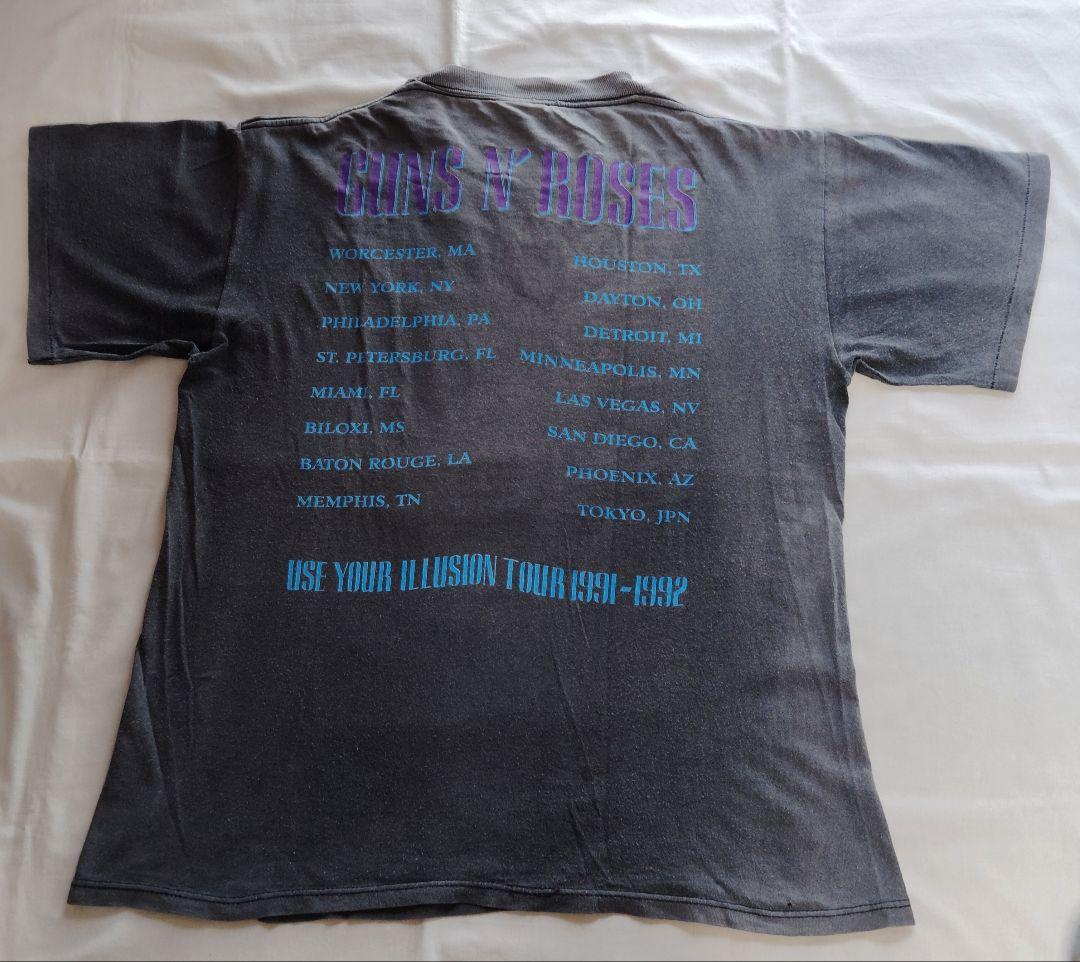 GUNS N' ROSES
WORCESTER, MA
NEW YORK, NY
PHILADELPHIA, PA
ST. PETERSBURG, FL
MIAMI, FL
BILOXI, MS
BATON ROUGE, LA
MEMPHIS, TN
HOUSTON, TX
DAYTON, OH
DETROIT, MI
MINNEAPOLIS, MN
LAS VEGAS, NV
SAN DIEGO, CA
PHOENIX, AZ
TOKYO, JPN
USE YOUR ILLUSION TOUR 1991-1992